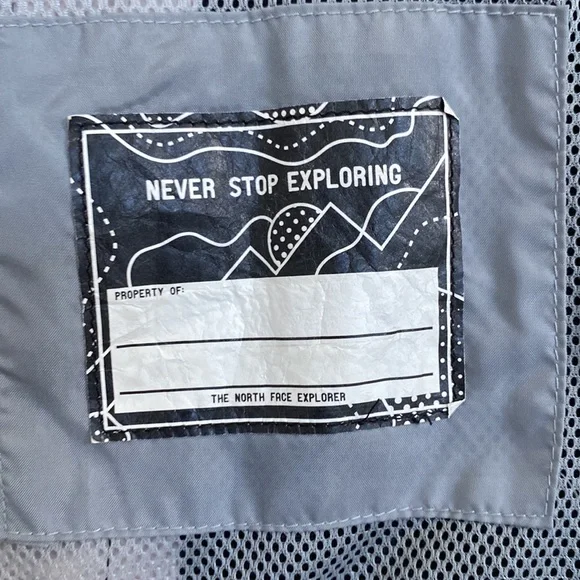 NEVER STOP EXPLORING
PROPERTY OF:
THE NORTH FACE EXPLORER